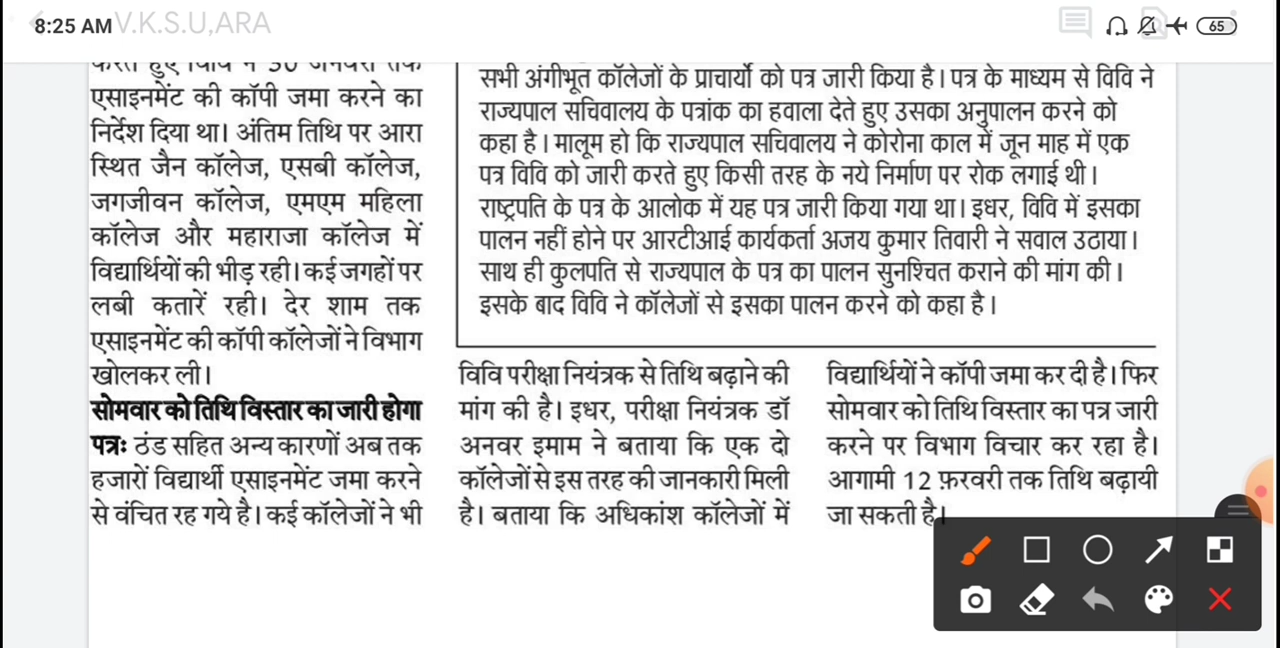 8:25 AM V.K.S.U,ARA
65
करते हुए विवि ने 30 जनवरी तक
एसाइनमेंट की कॉपी जमा करने का
निर्देश दिया था। अंतिम तिथि पर आरा
स्थित जैन कॉलेज, एसबी कॉलेज,
जगजीवन कॉलेज, एमएम महिला
कॉलेज और महाराजा कॉलेज में
विद्यार्थियों की भीड़ रही। कई जगहों पर
लबी कतारें रही। देर शाम तक
एसाइनमेंट की कॉपी कॉलेजों ने विभाग
खोलकर ली।
सोमवार को तिथि विस्तार का जारी होगा
पत्रः ठंड सहित अन्य कारणों अब तक
हजारों विद्यार्थी एसाइनमेंट जमा करने
से वंचित रह गये है। कई कॉलेजों ने भी
सभी अंगीभूत कॉलेजों के प्राचार्यो को पत्र जारी किया है। पत्र के माध्यम से विवि ने
राज्यपाल सचिवालय के पत्रांक का हवाला देते हुए उसका अनुपालन करने को
कहा है। मालूम हो कि राज्यपाल सचिवालय ने कोरोना काल में जून माह में एक
पत्र विवि को जारी करते हुए किसी तरह के नये निर्माण पर रोक लगाई थी।
राष्ट्रपति के पत्र के आलोक में यह पत्र जारी किया गया था। इधर, विवि में इसका
पालन नहीं होने पर आरटीआई कार्यकर्ता अजय कुमार तिवारी ने सवाल उठाया।
साथ ही कुलपति से राज्यपाल के पत्र का पालन सुनश्चित कराने की मांग की।
इसके बाद विवि ने कॉलेजों से इसका पालन करने को कहा है।
विवि परीक्षा नियंत्रक से तिथि बढ़ाने की
मांग की है। इधर, परीक्षा नियंत्रक डॉ
अनवर इमाम ने बताया कि एक दो
कॉलेजों से इस तरह की जानकारी मिली
है। बताया कि अधिकांश कॉलेजों में
विद्यार्थियों ने कॉपी जमा कर दी है। फिर
सोमवार को तिथि विस्तार का पत्र जारी
करने पर विभाग विचार कर रहा है।
आगामी 12 फ़रवरी तक तिथि बढ़ायी
जा सकती है।